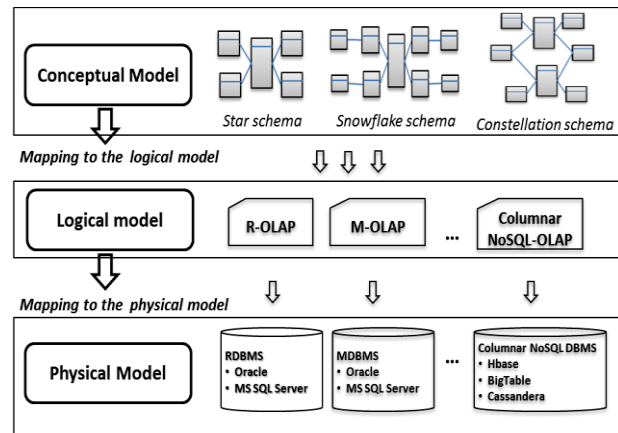 Conceptual Model
Star schema
Snowflake schema
Constellation schema
Mapping to the logical model
Logical model
R-OLAP
M-OLAP
...
Columnar
NoSQL-OLAP
Mapping to the physical model
Physical Model
RDBMS
• Oracle
• MS SQL Server
MDBMS
• Oracle
• MS SQL Server
...
Columnar NoSQL DBMS
• Hbase
• BigTable
• Cassandera